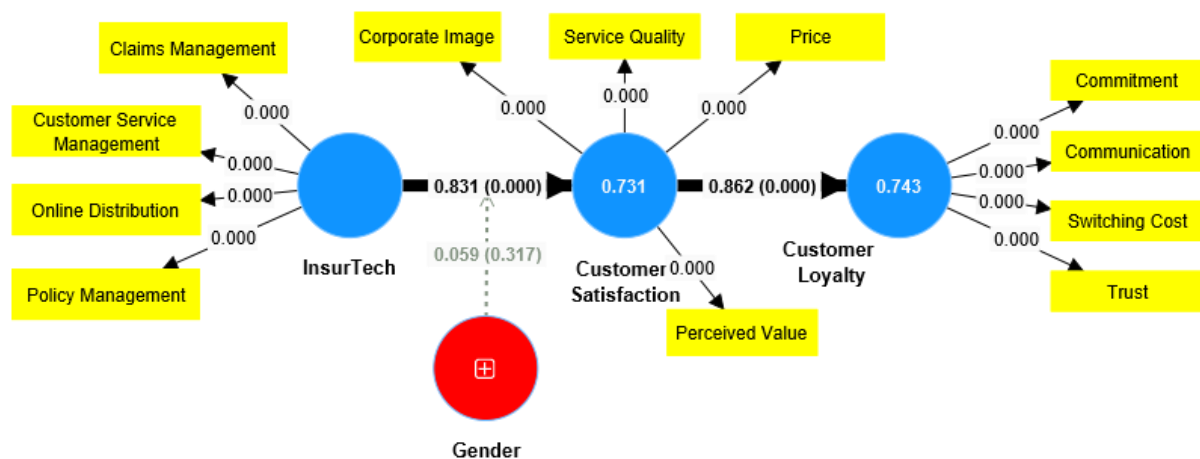 Claims Management
Corporate Image
Service Quality
Price
Commitment
Customer Service
Management
Communication
Online Distribution
Switching Cost
Policy Management
Trust
0.000
0.000
0.000
0.000
0.000
0.000
0.000
0.000
0.000
0.000
0.000
0.000
0.831 (0.000)
0.731
0.862 (0.000)
0.743
InsurTech
0.059 (0.317)
Customer
Satisfaction
Customer
Loyalty
Perceived Value
Gender